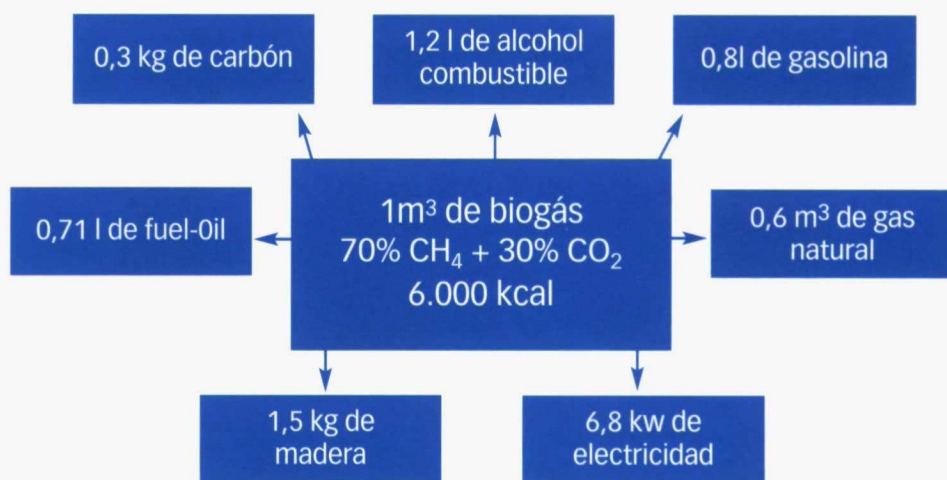 0,3 kg de carbón
1,2 l de alcohol
combustible
0,8l de gasolina
0,71 l de fuel-0il
1m³ de biogás
70% CH₄ + 30% CO₂
6.000 kcal
0,6 m³ de gas
natural
1,5 kg de
madera
6,8 kw de
electricidad